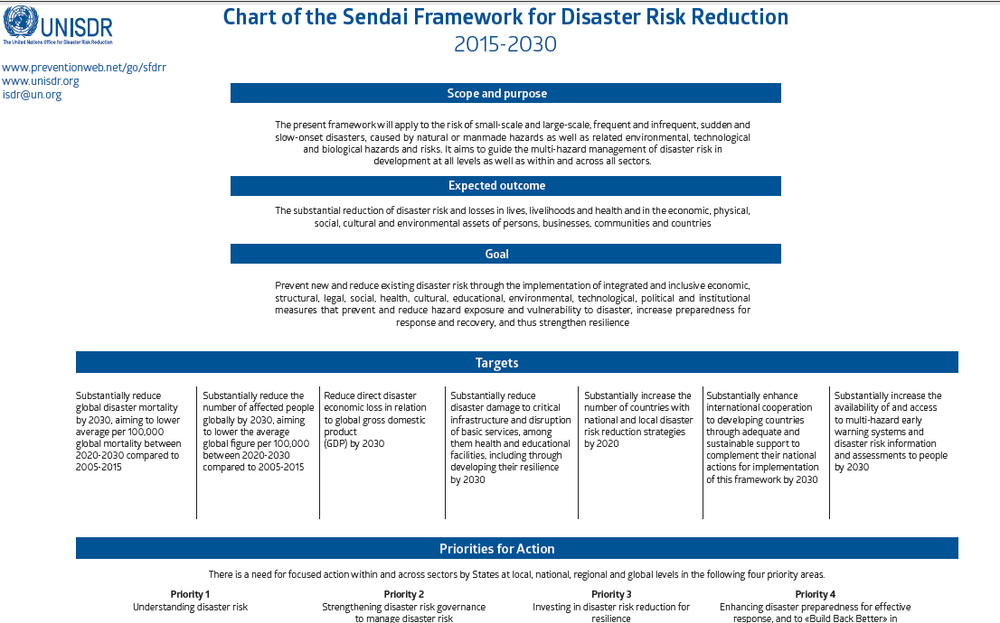 UNISDR
The United Nations Office for Disaster Risk Reduction
www.preventionweb.net/go/sfdrr
www.unisdr.org
isdr@un.org
Chart of the Sendai Framework for Disaster Risk Reduction
2015-2030
Scope and purpose
The present framework will apply to the risk of small-scale and large-scale, frequent and infrequent, sudden and
slow-onset disasters, caused by natural or manmade hazards as well as related environmental, technological
and biological hazards and risks. It aims to guide the multi-hazard management of disaster risk in
development at all levels as well as within and across all sectors.
Expected outcome
The substantial reduction of disaster risk and losses in lives, livelihoods and health and in the economic, physical,
social, cultural and environmental assets of persons, businesses, communities and countries
Goal
Prevent new and reduce existing disaster risk through the implementation of integrated and inclusive economic,
structural, legal, social, health, cultural, educational, environmental, technological, political and institutional
measures that prevent and reduce hazard exposure and vulnerability to disaster, increase preparedness for
response and recovery, and thus strengthen resilience
Targets
Substantially reduce
global disaster mortality
by 2030, aiming to lower
average per 100,000
global mortality between
2020-2030 compared to
2005-2015
Substantially reduce the
number of affected people
globally by 2030, aiming
to lower the average
global figure per 100,000
between 2020-2030
compared to 2005-2015
Reduce direct disaster
economic loss in relation
to global gross domestic
product
(GDP) by 2030
Substantially reduce
disaster damage to critical
infrastructure and disruption
of basic services, among
them health and educational
facilities, including through
developing their resilience
by 2030
Substantially increase the
number of countries with
national and local disaster
risk reduction strategies
by 2020
Substantially enhance
international cooperation
to developing countries
through adequate and
sustainable support to
complement their national
actions for implementation
of this framework by 2030
Substantially increase the
availability of and access
to multi-hazard early
warning systems and
disaster risk information
and assessments to people
by 2030
Priorities for Action
There is a need for focused action within and across sectors by States at local, national, regional and global levels in the following four priority areas.
Priority 1
Understanding disaster risk
Priority 2
Strengthening disaster risk governance
to manage disaster risk
Priority 3
Investing in disaster risk reduction for
resilience
Priority 4
Enhancing disaster preparedness for effective
response, and to «Build Back Better» in